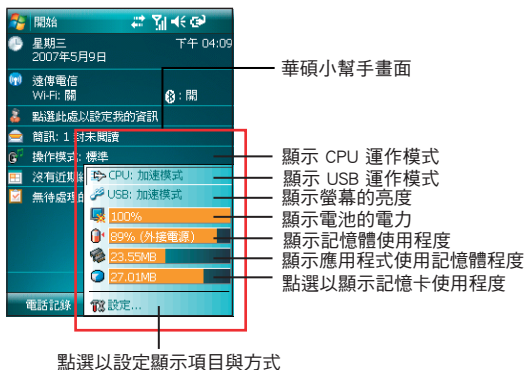 開始
星期三
下午 04:09
2007年5月9日
遠傳電信
Wi-Fi: 關
: 開
點選此處以設定我的資訊
簡訊: 1 封未閱讀
操作模式: 標準
沒有近期
無待處理
CPU: 加速模式
USB: 加速模式
100%
89% (外接電源)
23.55MB
27.01MB
設定...
電話記錄
華碩小幫手畫面
顯示 CPU 運作模式
顯示 USB 運作模式
顯示螢幕的亮度
顯示電池的電力
顯示記憶體使用程度
顯示應用程式使用記憶體程度
點選以顯示記憶卡使用程度
點選以設定顯示項目與方式